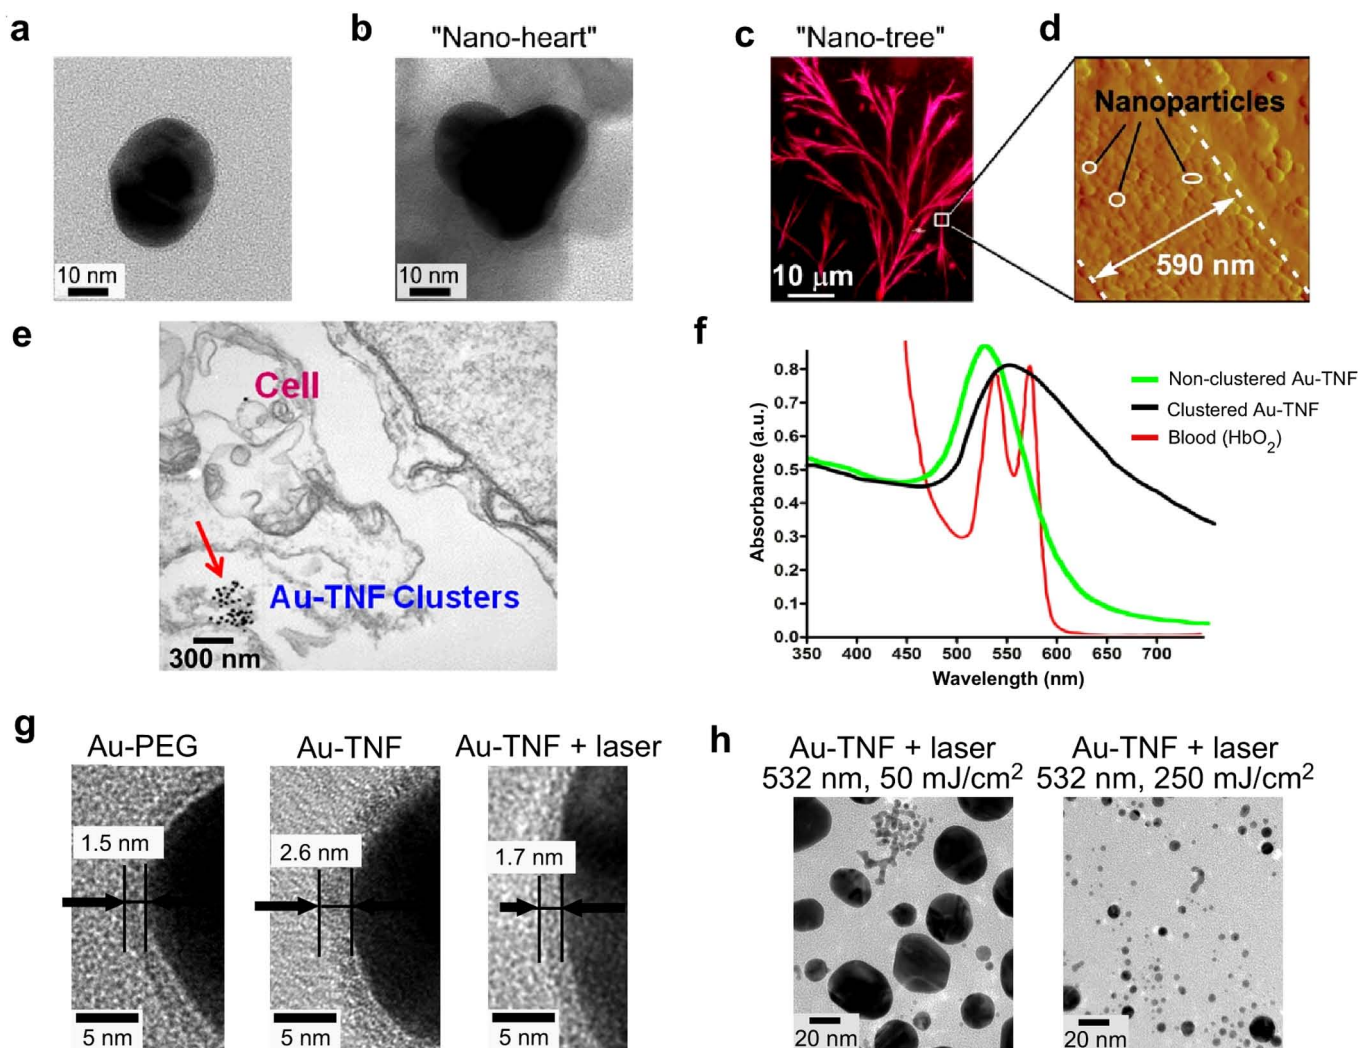 a
10 nm
b
"Nano-heart"
10 nm
c
"Nano-tree"
10 μm
d
Nanoparticles
590 nm
e
Cell
Au-TNF Clusters
300 nm
f
Absorbance (a.u.)
0.8
0.7
0.6
0.5
0.4
0.3
0.2
0.1
0.0
350 400 450 500 550 600 650 700
Wavelength (nm)
Non-clustered Au-TNF
Clustered Au-TNF
Blood (HbO₂)
g
Au-PEG
1.5 nm
5 nm
Au-TNF
2.6 nm
5 nm
Au-TNF + laser
1.7 nm
5 nm
h
Au-TNF + laser
532 nm, 50 mJ/cm²
20 nm
Au-TNF + laser
532 nm, 250 mJ/cm²
20 nm